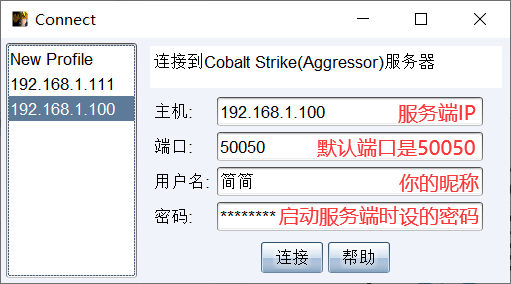 Connect
New Profile
192.168.1.111
192.168.1.100
连接到Cobalt Strike(Aggressor)服务器
主机: 192.168.1.100 服务端IP
端口: 50050 默认端口是50050
用户名: 简简 你的昵称
密码: ******** 启动服务端时设的密码
连接 帮助